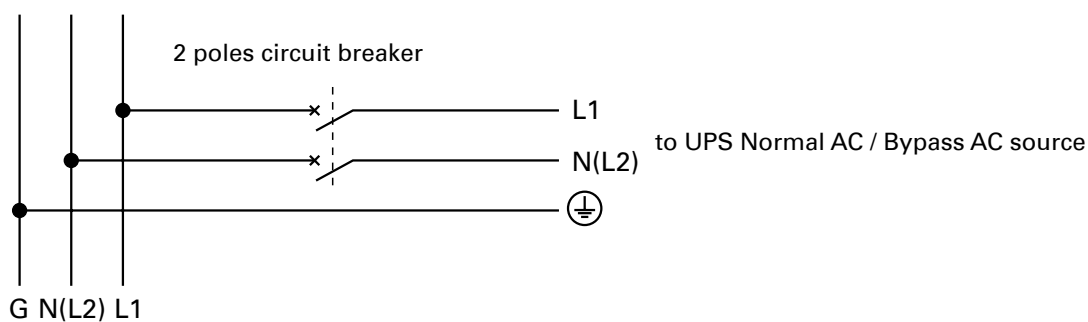 2 poles circuit breaker
L1
to UPS Normal AC / Bypass AC source
N(L2)
G N(L2) L1